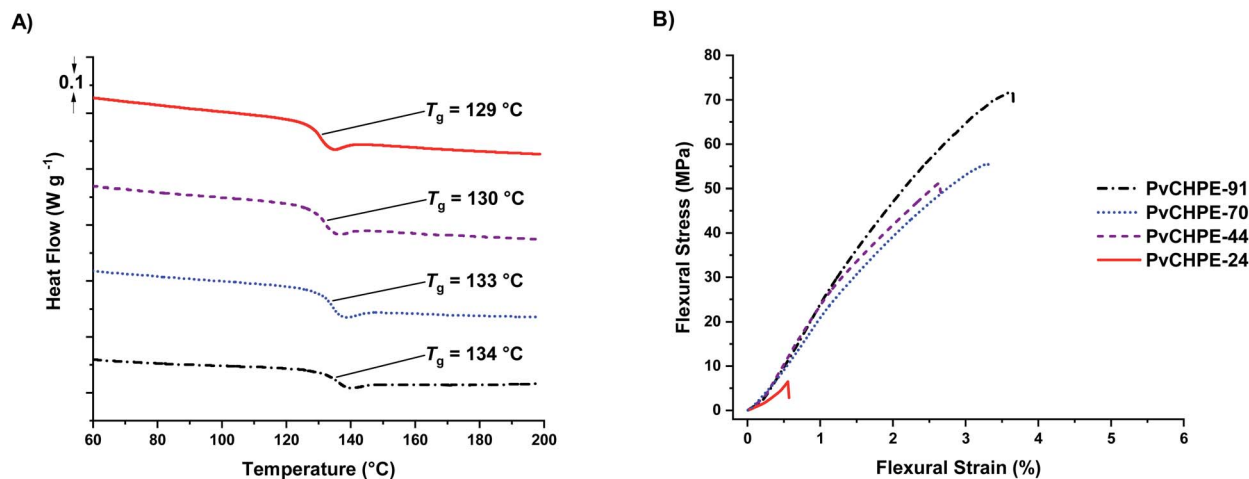 A)
0.1
Heat Flow (W g -1)
Tg = 129 °C
Tg = 130 °C
Tg = 133 °C
Tg = 134 °C
60 80 100 120 140 160 180 200
Temperature (°C)
B)
Flexural Stress (MPa)
80
70
60
50
40
30
20
10
0
0 1 2 3 4 5 6
Flexural Strain (%)
PvCHPE-91
PvCHPE-70
PvCHPE-44
PvCHPE-24